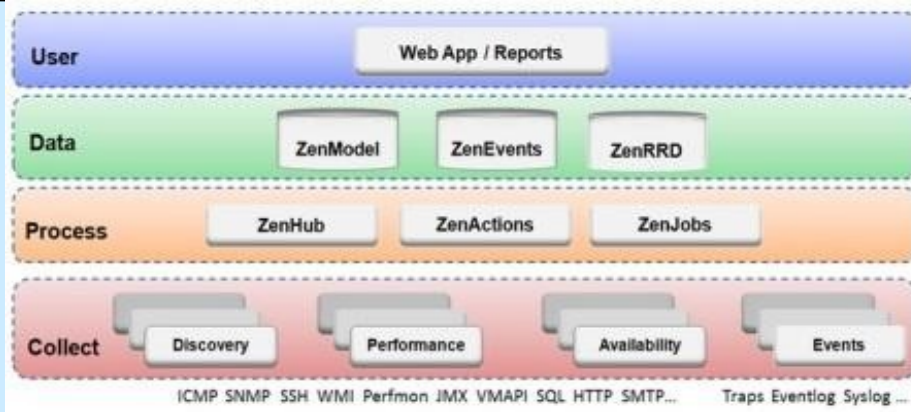 User
Web App / Reports
Data
ZenModel
ZenEvents
ZenRRD
Process
ZenHub
ZenActions
ZenJobs
Collect
Discovery
Performance
Availability
Events
ICMP SNMP SSH WMI Perfmon JMX VMAPI SQL HTTP SMTP...
Traps Eventlog Syslog ...